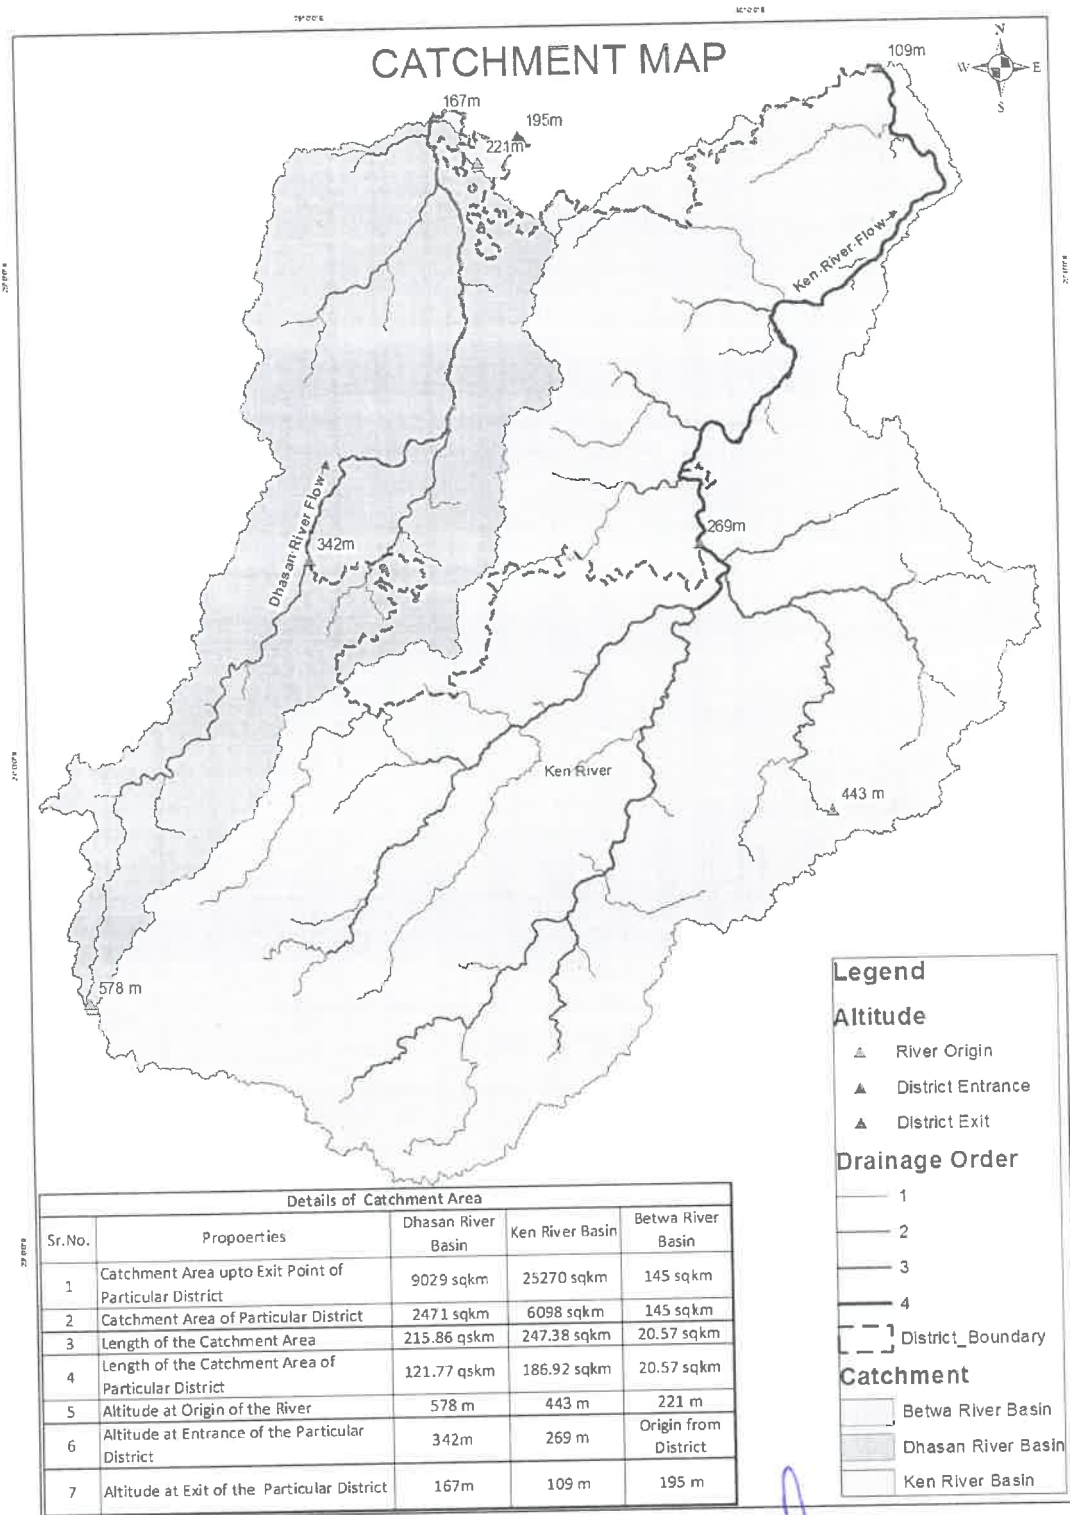 CATCHMENT MAP
N
W E
S
109m
167m
195m
221m
Ken-River-Flow
269m
Dhasan-River Flow
342m
Ken River
443 m
578 m
Legend
Altitude
River Origin
District Entrance
District Exit
Drainage Order
1
2
3
4
District_Boundary
Catchment
Betwa River Basin
Dhasan River Basin
Ken River Basin
Details of Catchment Area
Sr.No. Propoerties Dhasan River Basin Ken River Basin Betwa River Basin
1 Catchment Area upto Exit Point of Particular District 9029 sqkm 25270 sqkm 145 sqkm
2 Catchment Area of Particular District 2471 sqkm 6098 sqkm 145 sqkm
3 Length of the Catchment Area 215.86 qskm 247.38 sqkm 20.57 sqkm
4 Length of the Catchment Area of Particular District 121.77 qskm 186.92 sqkm 20.57 sqkm
5 Altitude at Origin of the River 578 m 443 m 221 m
6 Altitude at Entrance of the Particular District 342m 269 m Origin from District
7 Altitude at Exit of the Particular District 167m 109 m 195 m